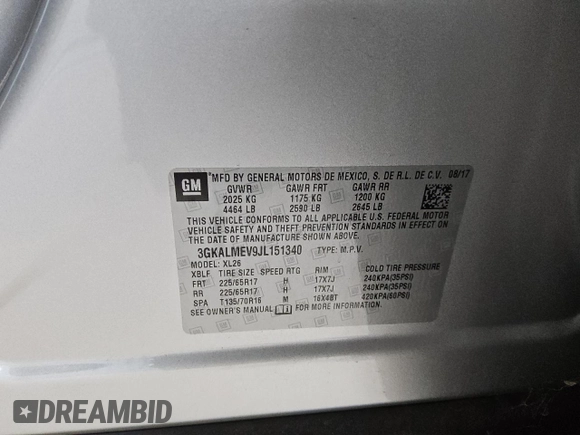 GM
MFD BY GENERAL MOTORS DE MEXICO, S. DE R.L. DE C.V. 08/17
GVWR GAWR FRT GAWR RR
2025 KG 1175 KG 1200 KG
4464 LB 2590 LB 2645 LB
THIS VEHICLE CONFORMS TO ALL APPLICABLE U.S. FEDERAL MOTOR
VEHICLE SAFETY AND THEFT PREVENTION STANDARDS IN EFFECT ON
THE DATE OF MANUFACTURE SHOWN ABOVE.
3GKALMEV9JL151340 TYPE: M.P.V.
MODEL: XL26
XBLF TIRE SIZE SPEED RTG RIM COLD TIRE PRESSURE
FRT 225/65R17 H 17X7J 240KPA(35PSI)
RR 225/65R17 H 17X7J 240KPA(35PSI)
SPA T135/70R16 M 16X4BT 420KPA(60PSI)
SEE OWNER'S MANUAL i FOR MORE INFORMATION.
DREAMBID